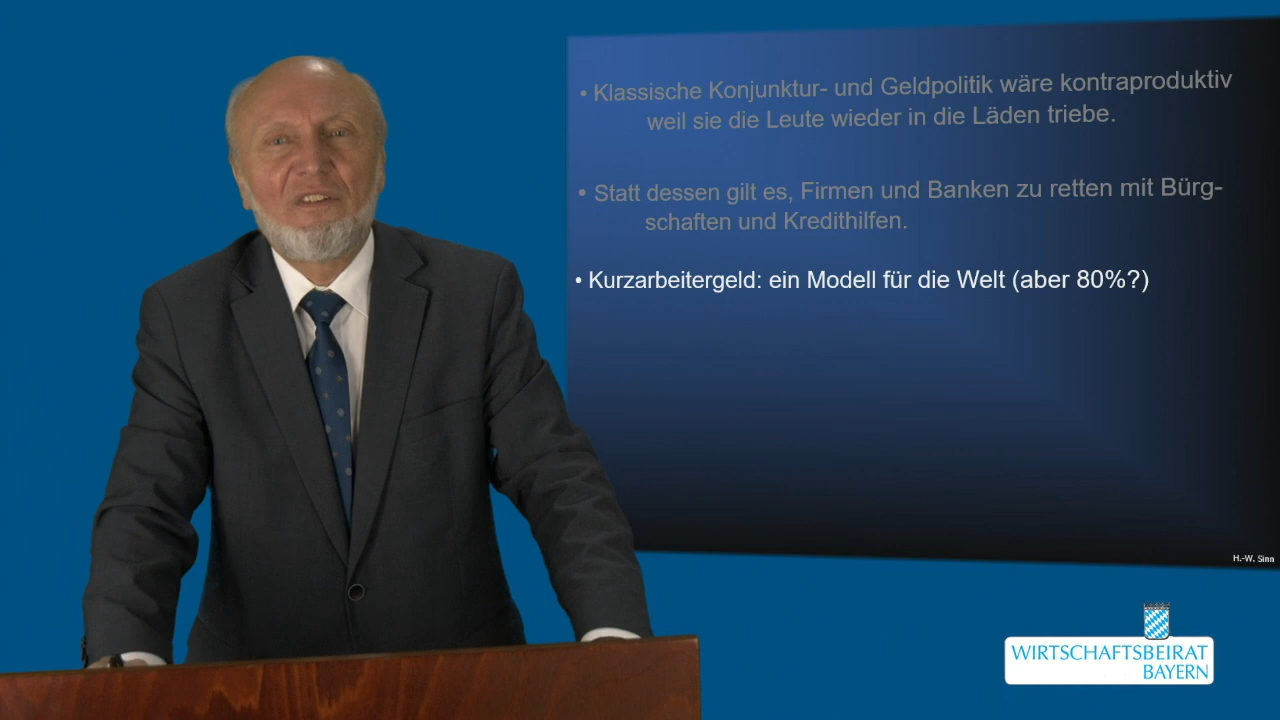 • Klassische Konjunktur- und Geldpolitik wäre kontraproduktiv
weil sie die Leute wieder in die Läden triebe.
• Statt dessen gilt es, Firmen und Banken zu retten mit Bürg-
schaften und Kredithilfen.
• Kurzarbeitergeld: ein Modell für die Welt (aber 80%?)
H.-W. Sinn
WIRTSCHAFTSBEIRAT
BAYERN